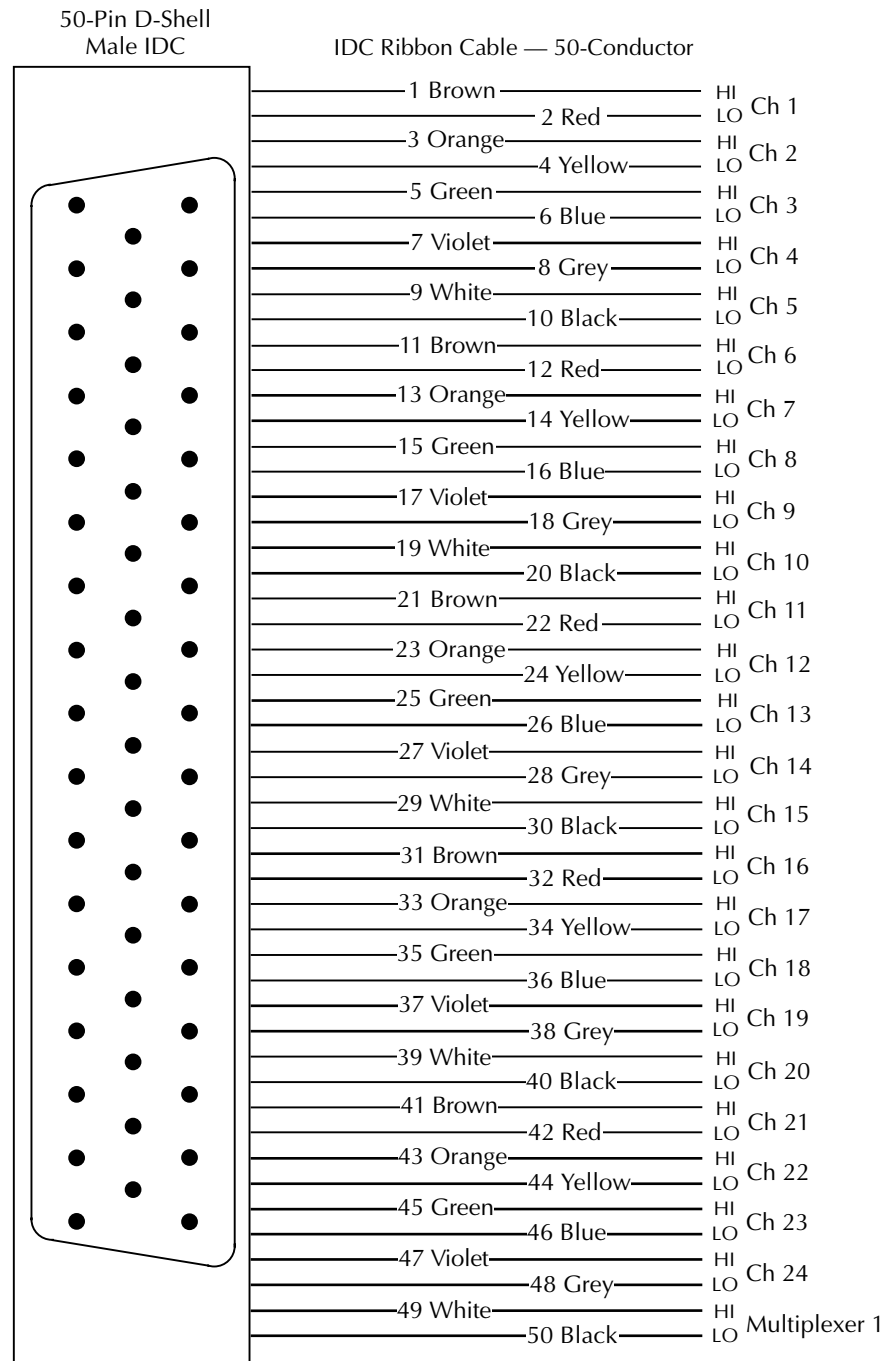 50-Pin D-Shell
Male IDC
IDC Ribbon Cable — 50-Conductor
1 Brown HI
2 Red LO
Ch 1
3 Orange HI
4 Yellow LO
Ch 2
5 Green HI
6 Blue LO
Ch 3
7 Violet HI
8 Grey LO
Ch 4
9 White HI
10 Black LO
Ch 5
11 Brown HI
12 Red LO
Ch 6
13 Orange HI
14 Yellow LO
Ch 7
15 Green HI
16 Blue LO
Ch 8
17 Violet HI
18 Grey LO
Ch 9
19 White HI
20 Black LO
Ch 10
21 Brown HI
22 Red LO
Ch 11
23 Orange HI
24 Yellow LO
Ch 12
25 Green HI
26 Blue LO
Ch 13
27 Violet HI
28 Grey LO
Ch 14
29 White HI
30 Black LO
Ch 15
31 Brown HI
32 Red LO
Ch 16
33 Orange HI
34 Yellow LO
Ch 17
35 Green HI
36 Blue LO
Ch 18
37 Violet HI
38 Grey LO
Ch 19
39 White HI
40 Black LO
Ch 20
41 Brown HI
42 Red LO
Ch 21
43 Orange HI
44 Yellow LO
Ch 22
45 Green HI
46 Blue LO
Ch 23
47 Violet HI
48 Grey LO
Ch 24
49 White HI
50 Black LO
Multiplexer 1